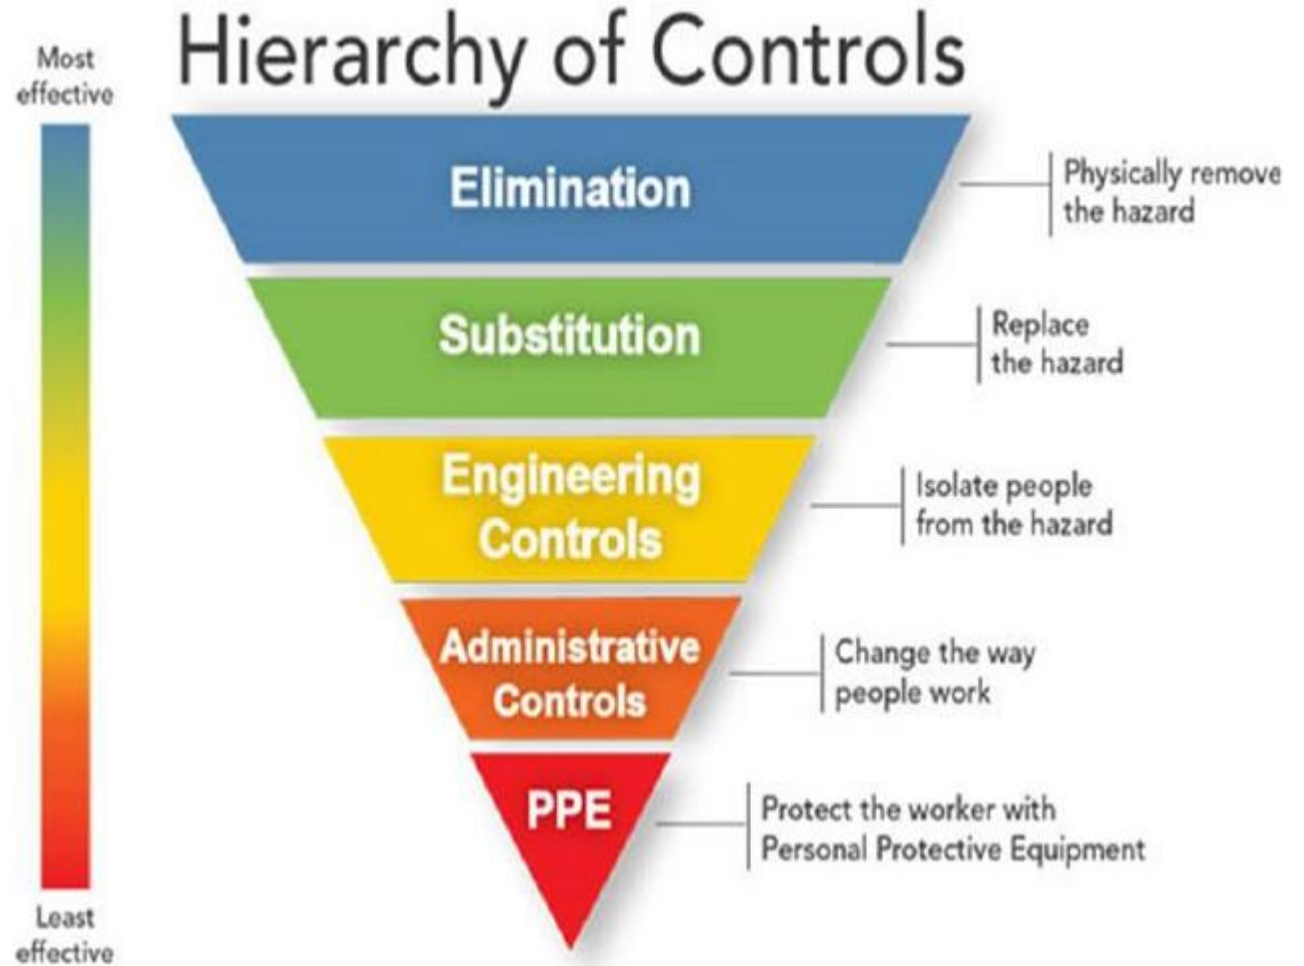 Hierarchy of Controls
Most
effective
Elimination
Physically remove
the hazard
Substitution
Replace
the hazard
Engineering
Controls
Isolate people
from the hazard
Administrative
Controls
Change the way
people work
PPE
Protect the worker with
Personal Protective Equipment
Least
effective